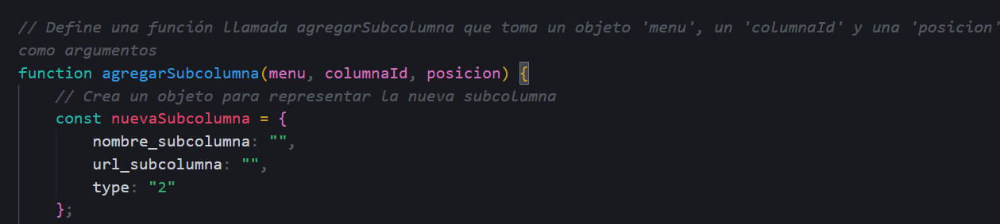 // Define una función llamada agregarSubcolumna que toma un objeto 'menu', un 'columnaId' y una 'posicion'
como argumentos
function agregarSubcolumna(menu, columnaId, posicion) {
    // Crea un objeto para representar la nueva subcolumna
    const nuevaSubcolumna = {
        nombre_subcolumna: "",
        url_subcolumna: "",
        type: "2"
    };